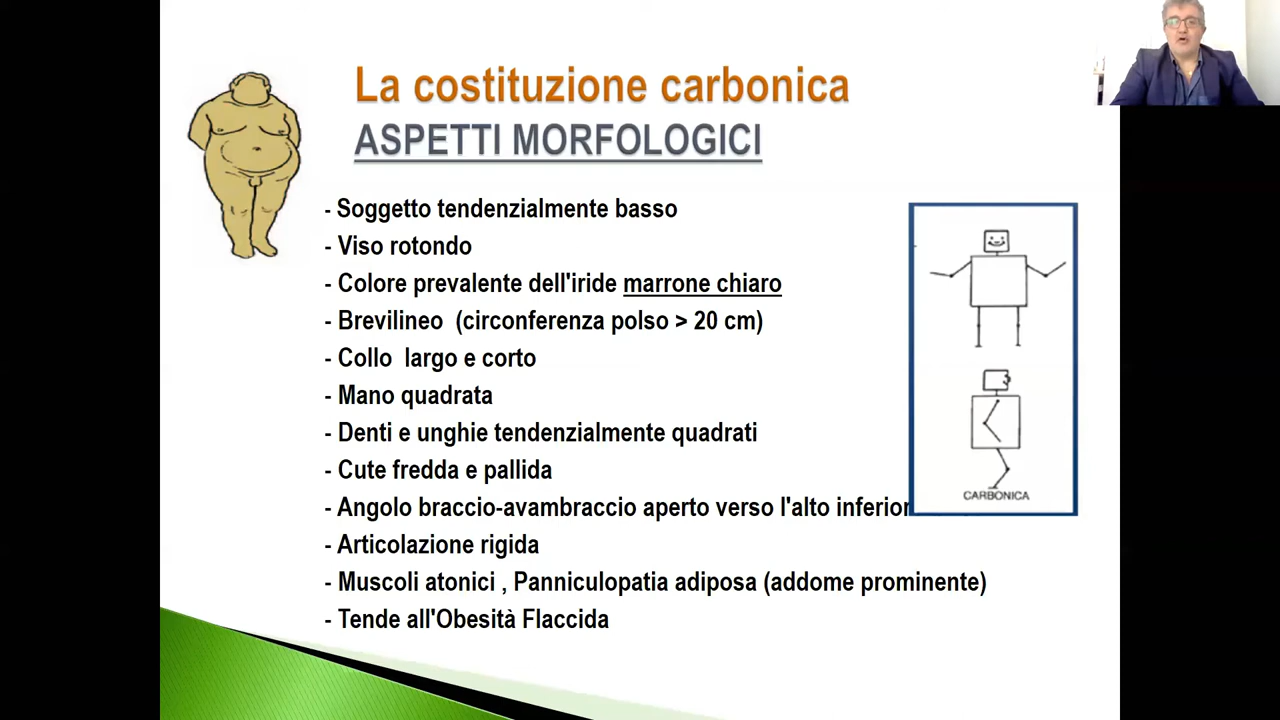 La costituzione carbonica
ASPETTI MORFOLOGICI
- Soggetto tendenzialmente basso
- Viso rotondo
- Colore prevalente dell'iride marrone chiaro
- Brevilineo (circonferenza polso > 20 cm)
- Collo largo e corto
- Mano quadrata
- Denti e unghie tendenzialmente quadrati
- Cute fredda e pallida
- Angolo braccio-avambraccio aperto verso l'alto
- Articolazione rigida
- Muscoli atonici , Panniculopatia adiposa (addome prominente)
- Tende all'Obesità Flaccida
CARBONICA